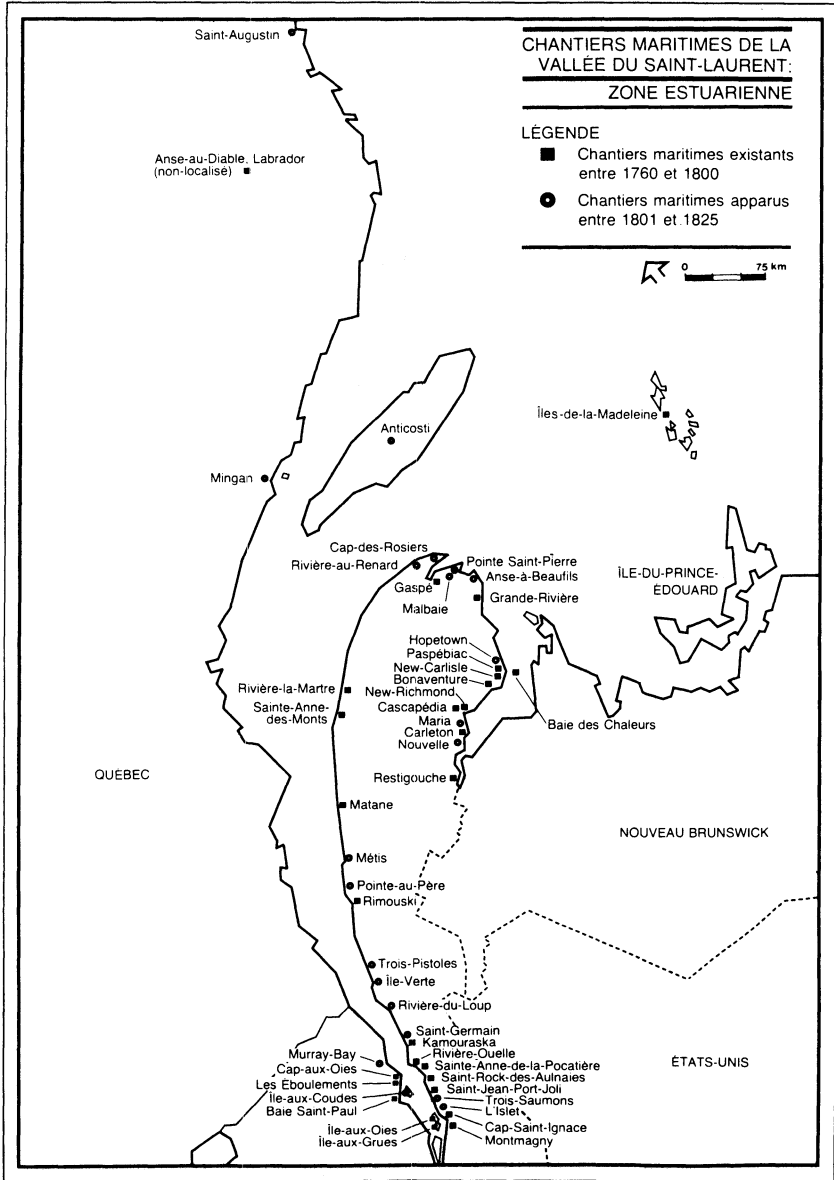 CHANTIERS MARITIMES DE LA
VALLÉE DU SAINT-LAURENT:
ZONE ESTUARIENNE
LÉGENDE
Chantiers maritimes existants
entre 1760 et 1800
Chantiers maritimes apparus
entre 1801 et 1825
0 75 km
Saint-Augustin
Anse-au-Diable, Labrador
(non-localisé)
Îles-de-la-Madeleine
Anticosti
Mingan
Cap-des-Rosiers
Rivière-au-Renard
Pointe Saint-Pierre
Anse-à-Beaufils
Gaspé
Malbaie
Grande-Rivière
ÎLE-DU-PRINCE-
ÉDOUARD
Hopetown
Paspébiac
New-Carlisle
Bonaventure
New-Richmond
Cascapédia
Maria
Carleton
Nouvelle
Baie des Chaleurs
Rivière-la-Martre
Sainte-Anne-
des-Monts
Restigouche
QUÉBEC
Matane
NOUVEAU BRUNSWICK
Métis
Pointe-au-Père
Rimouski
Trois-Pistoles
Île-Verte
Rivière-du-Loup
Saint-Germain
Kamouraska
Rivière-Ouelle
Sainte-Anne-de-la-Pocatière
Saint-Rock-des-Aulnaies
Saint-Jean-Port-Joli
Trois-Saumons
L'Islet
Cap-Saint-Ignace
Montmagny
ÉTATS-UNIS
Murray-Bay
Cap-aux-Oies
Les Éboulements
Île-aux-Coudes
Baie Saint-Paul
Île-aux-Oies
Île-aux-Grues